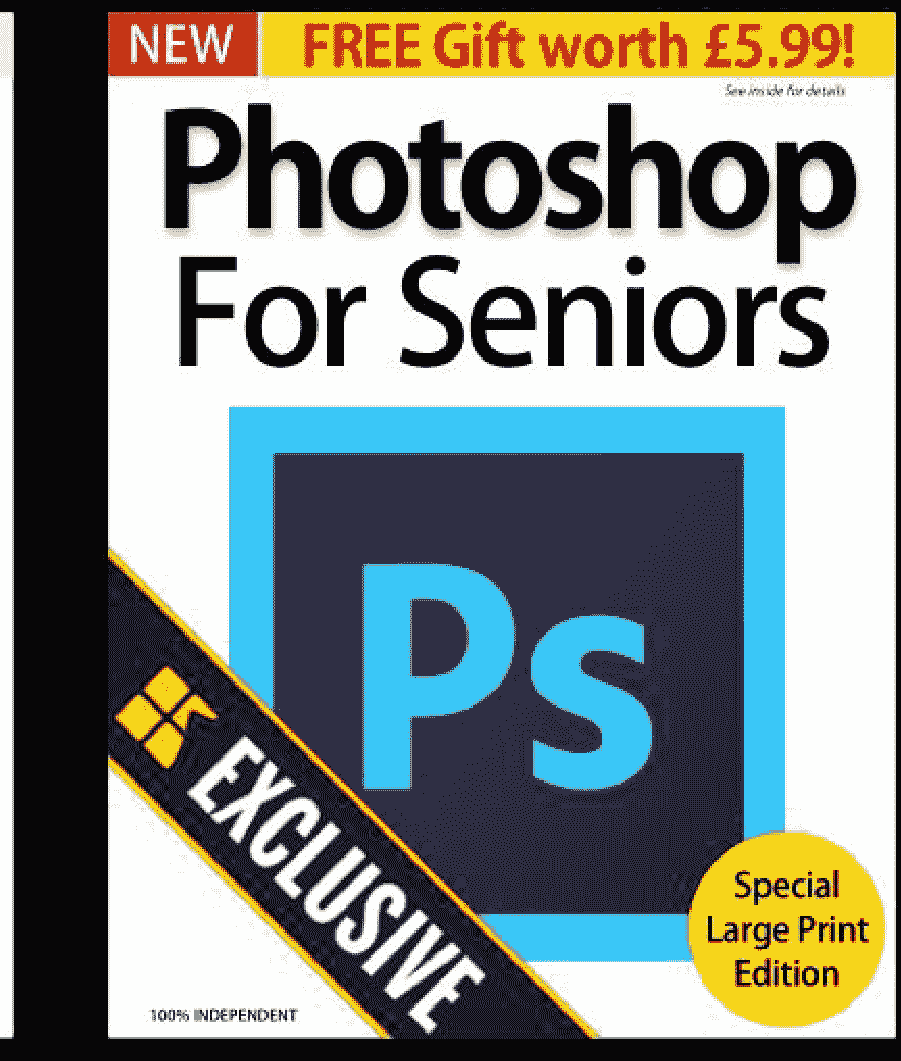 NEW
FREE Gift worth £5.99!
See inside for details
Photoshop
For Seniors
Ps
EXCLUSIVE
Special
Large Print
Edition
100% INDEPENDENT